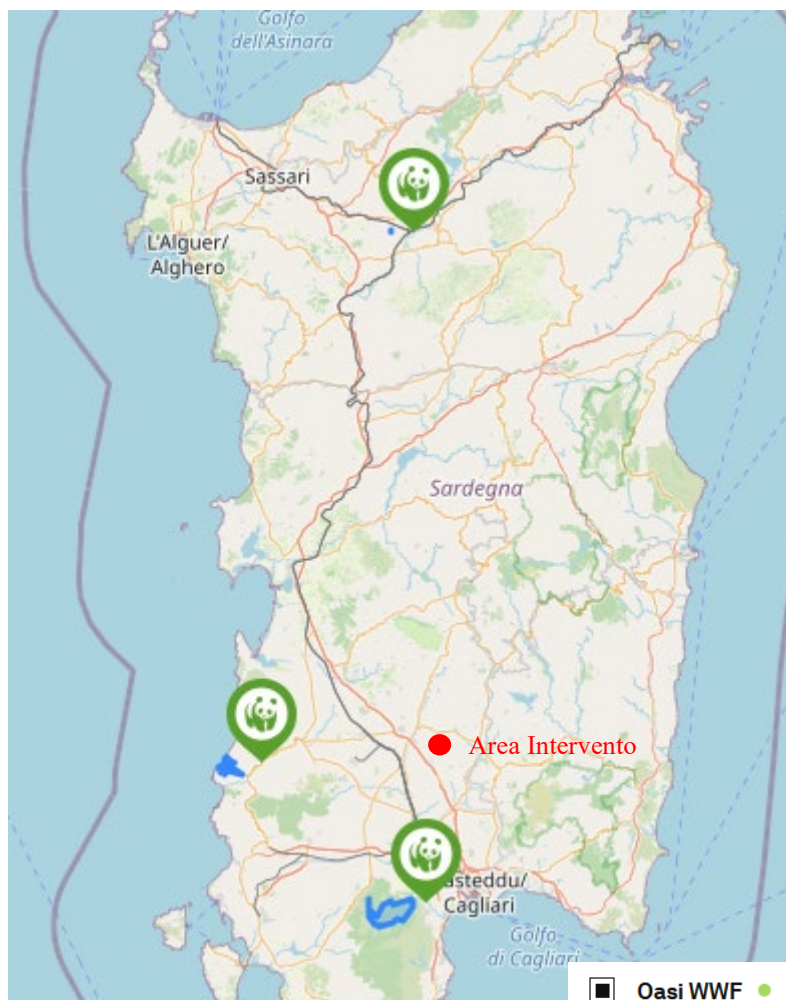 Golfo
dell'Asinara
Sassari
L'Alguer/
Alghero
Sardegna
Area Intervento
asteddu/
Cagliari
Golfo
di Cagliari
Oasi WWF